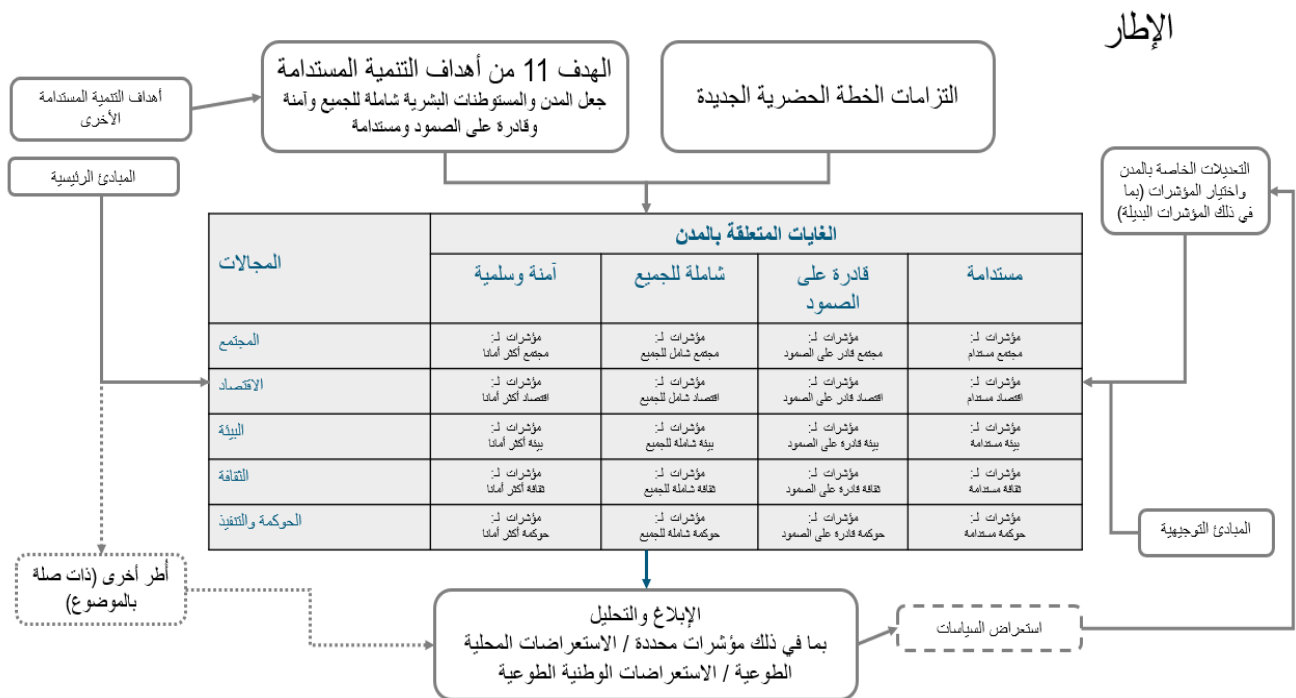 الإطار
التزامات الخطة الحضرية الجديدة
الهدف 11 من أهداف التنمية المستدامة
جعل المدن والمستوطنات البشرية شاملة للجميع وآمنة
وقادرة على الصمود ومستدامة
أهداف التنمية المستدامة
الأخرى
المبادئ الرئيسية
التعديلات الخاصة بالمدن
واختيار المؤشرات (بما
في ذلك المؤشرات البديلة)
المجالات
الغايات المتعلقة بالمدن
آمنة وسلمية
شاملة للجميع
قادرة على
الصمود
مستدامة
المجتمع
مؤشرات لـ:
مجتمع أكثر أمانا
مؤشرات لـ:
مجتمع شامل للجميع
مؤشرات لـ:
مجتمع قادر على الصمود
مؤشرات لـ:
مجتمع مستدام
الاقتصاد
مؤشرات لـ:
اقتصاد أكثر أمانا
مؤشرات لـ:
اقتصاد شامل للجميع
مؤشرات لـ:
اقتصاد قادر على الصمود
مؤشرات لـ:
اقتصاد مستدام
البيئة
مؤشرات لـ:
بيئة أكثر أمانا
مؤشرات لـ:
بيئة شاملة للجميع
مؤشرات لـ:
بيئة قادرة على الصمود
مؤشرات لـ:
بيئة مستدامة
الثقافة
مؤشرات لـ:
ثقافة أكثر أمانا
مؤشرات لـ:
ثقافة شاملة للجميع
مؤشرات لـ:
ثقافة قادرة على الصمود
مؤشرات لـ:
ثقافة مستدامة
الحوكمة والتنفيذ
مؤشرات لـ:
حوكمة أكثر أمانا
مؤشرات لـ:
حوكمة شاملة للجميع
مؤشرات لـ:
حوكمة قادرة على الصمود
مؤشرات لـ:
حوكمة مستدامة
المبادئ التوجيهية
أُطر أخرى (ذات صلة
بالموضوع)
الإبلاغ والتحليل
بما في ذلك مؤشرات محددة / الاستعراضات المحلية
الطوعية / الاستعراضات الوطنية الطوعية
استعراض السياسات